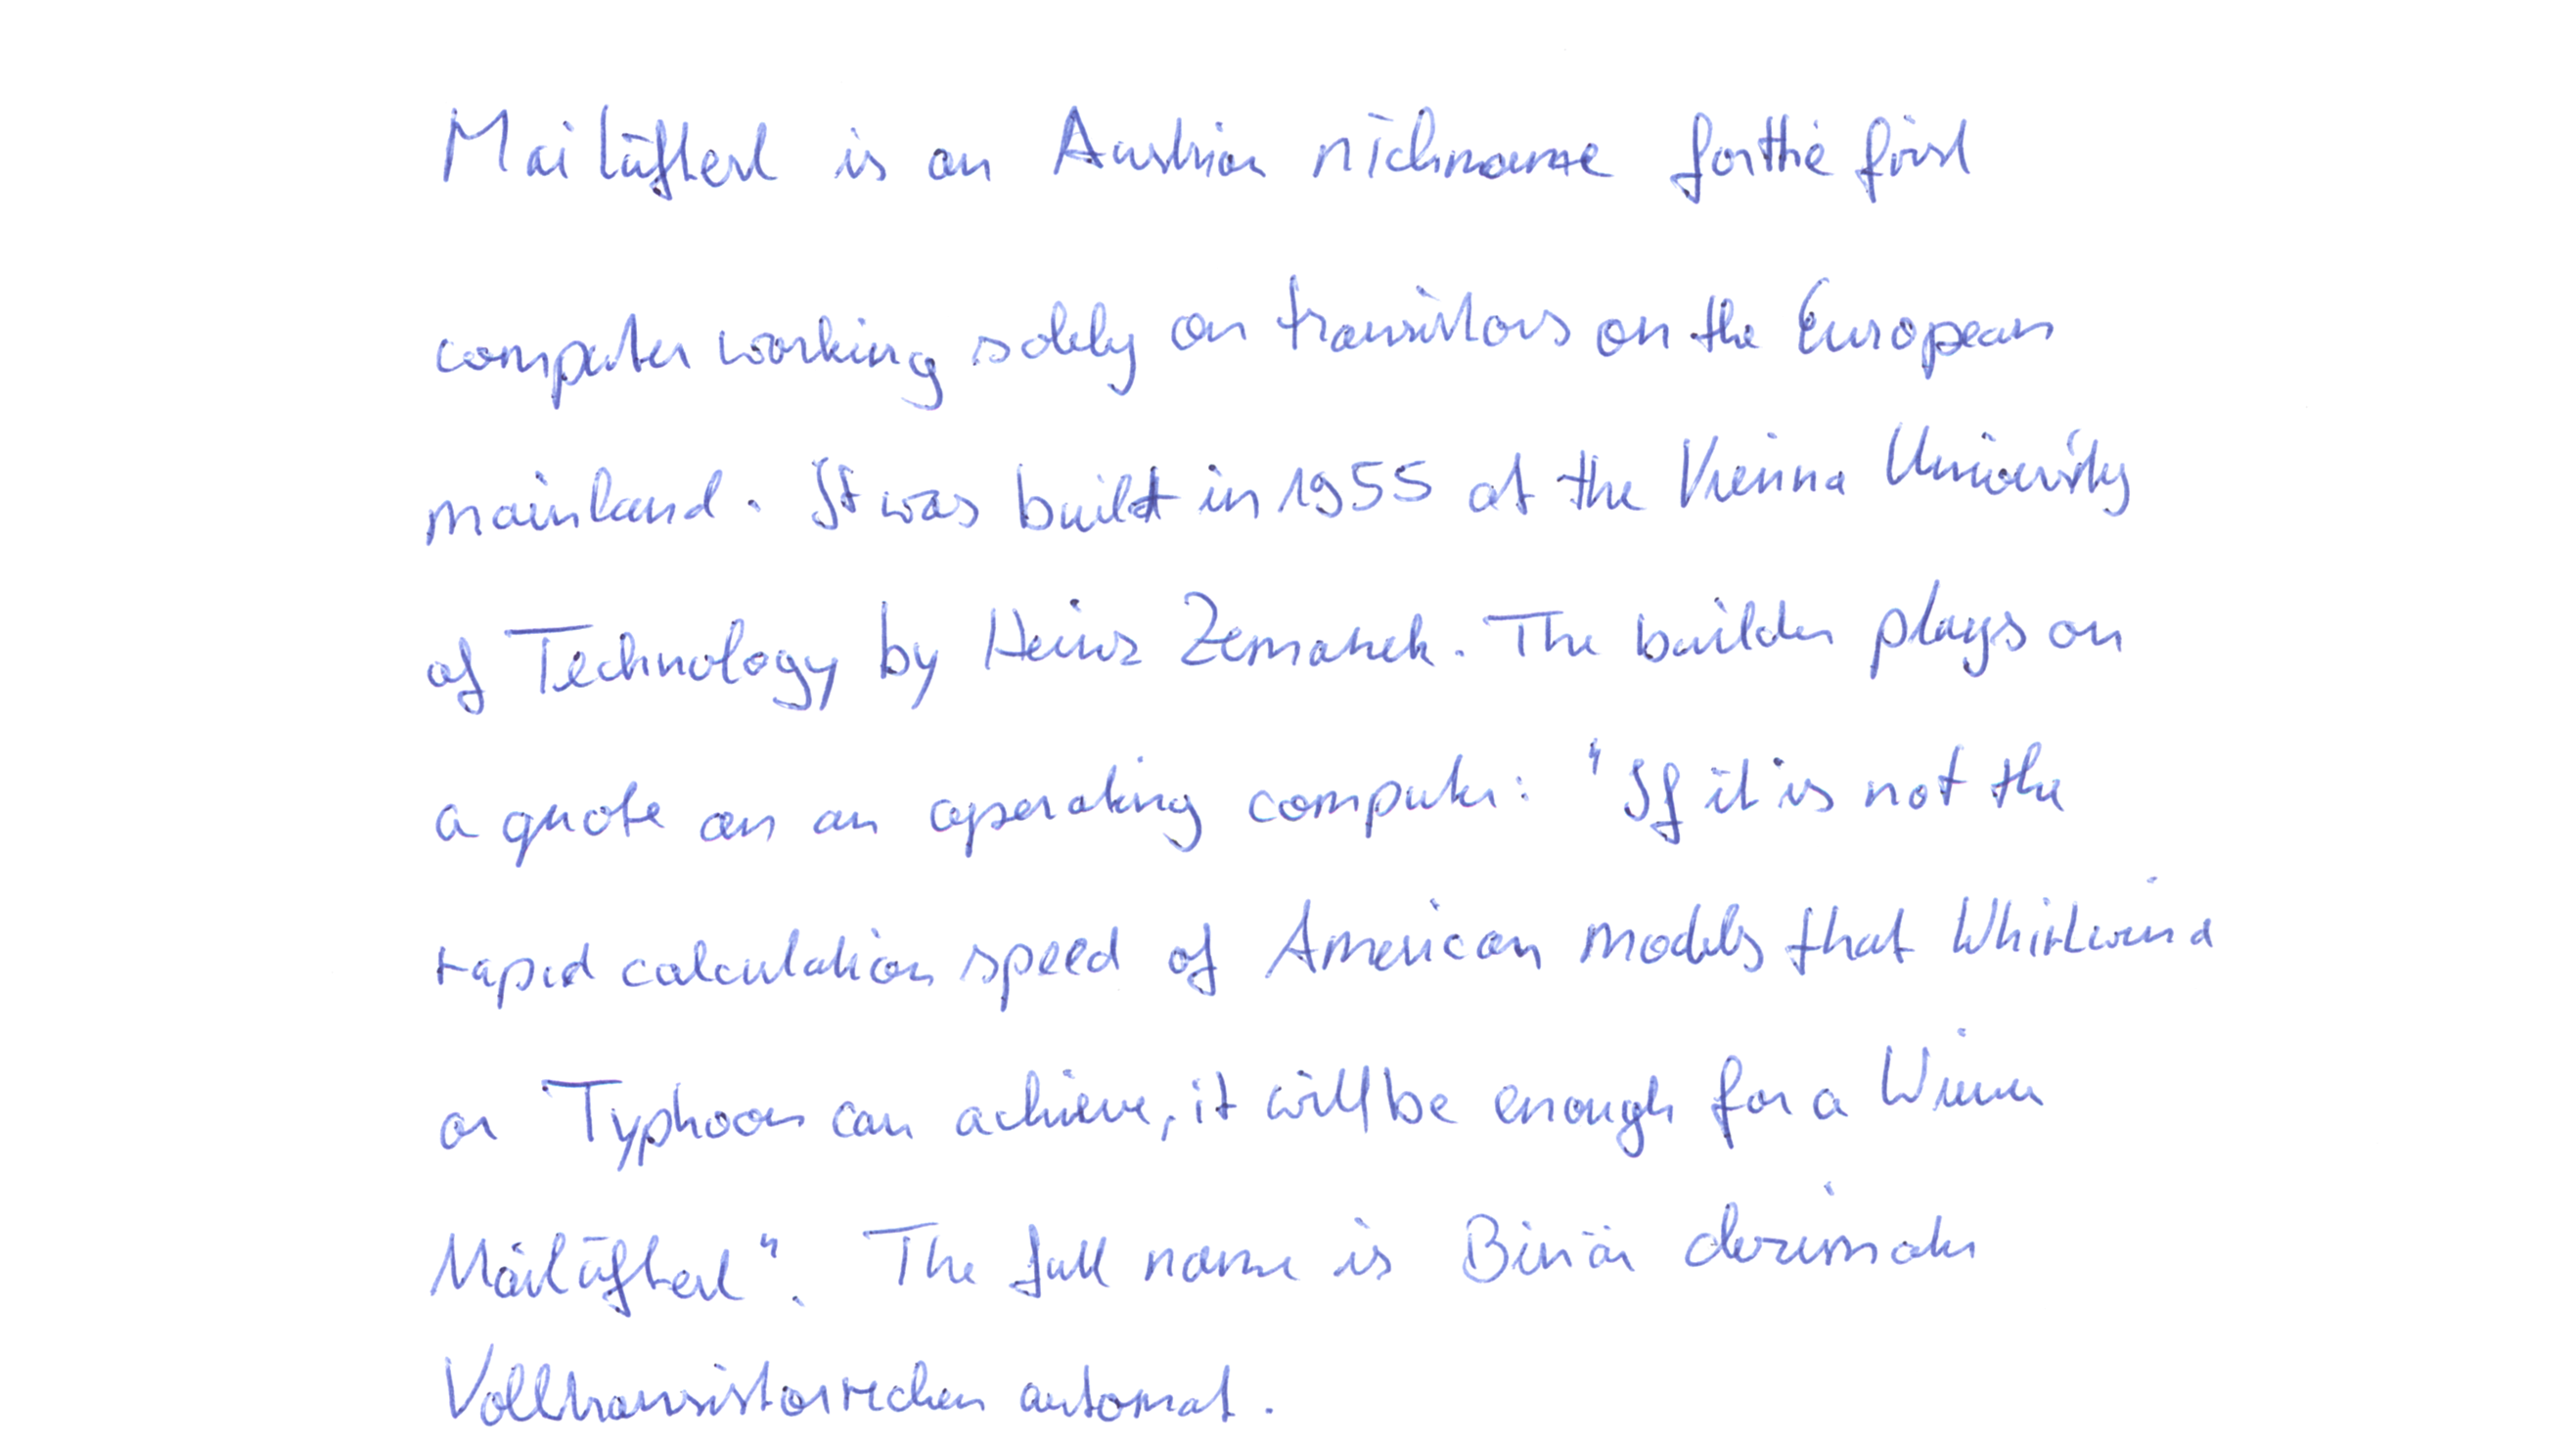 Mailüfterl is an Austrian nickname for the first
computer working solely on transistors on the European
mainland. It was built in 1955 at the Vienna University
of Technology by Heinz Zemanek. The builder plays on
a quote on an operating computer: "If it is not the
rapid calculation speed of American models that Whirlwind
or Typhoon can achieve, it will be enough for a Wiener
Mailüfterl". The full name is Binär dezimaler
Volltransistorrechen automat.